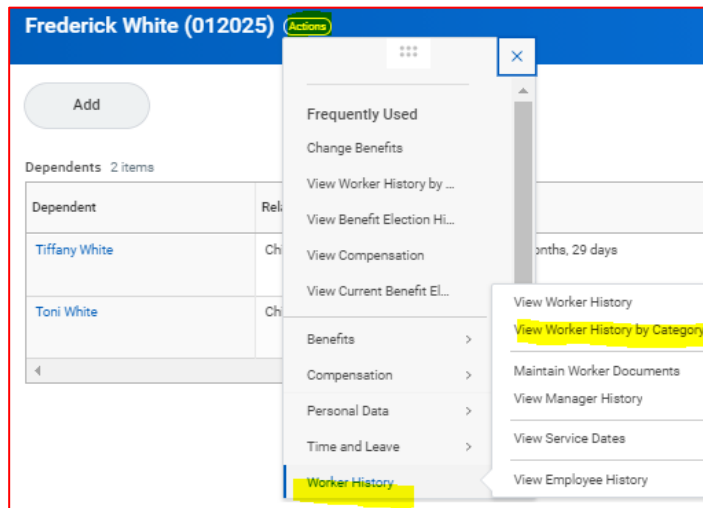 Frederick White (012025) Actions
Add
Dependents 2 items
Dependent
Rel
Tiffany White
Ch
onths, 29 days
Toni White
Ch
Frequently Used
Change Benefits
View Worker History by ...
View Benefit Election Hi...
View Compensation
View Current Benefit El...
Benefits
Compensation
Personal Data
Time and Leave
Worker History
View Worker History
View Worker History by Category
Maintain Worker Documents
View Manager History
View Service Dates
View Employee History